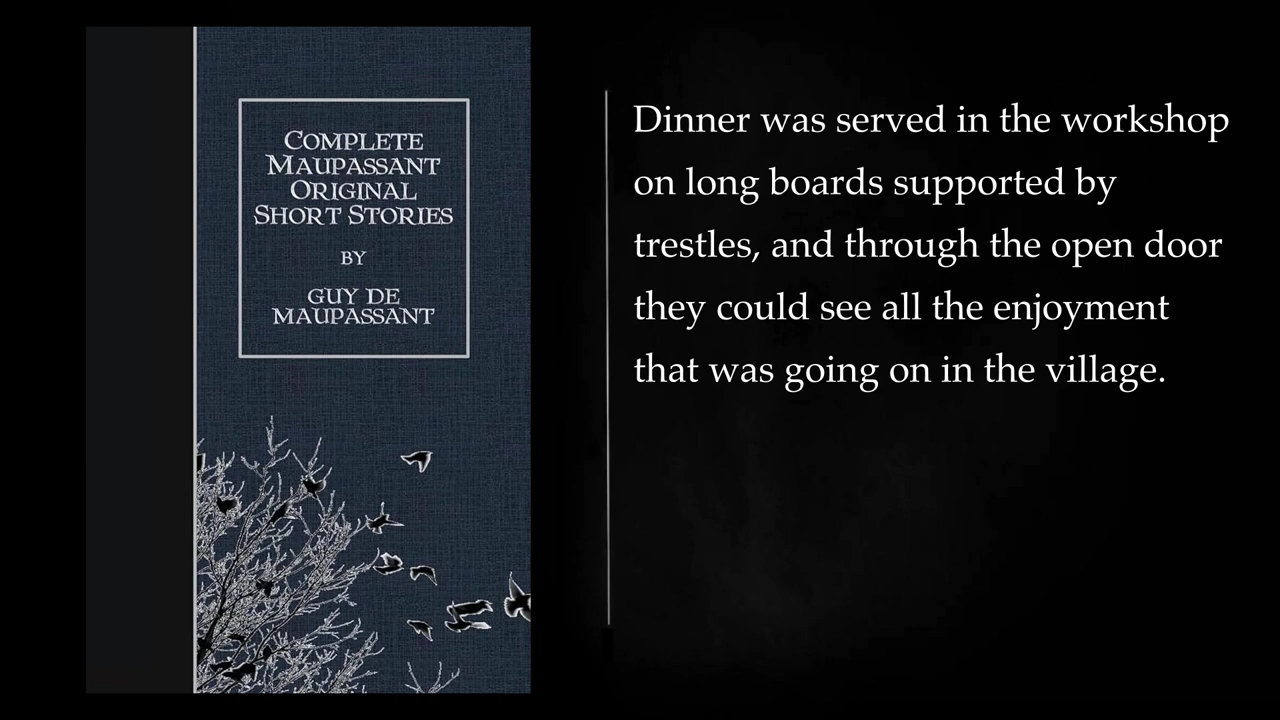 COMPLETE
MAUPASSANT
ORIGINAL
SHORT STORIES
BY
GUY DE
MAUPASSANT
Dinner was served in the workshop
on long boards supported by
trestles, and through the open door
they could see all the enjoyment
that was going on in the village.